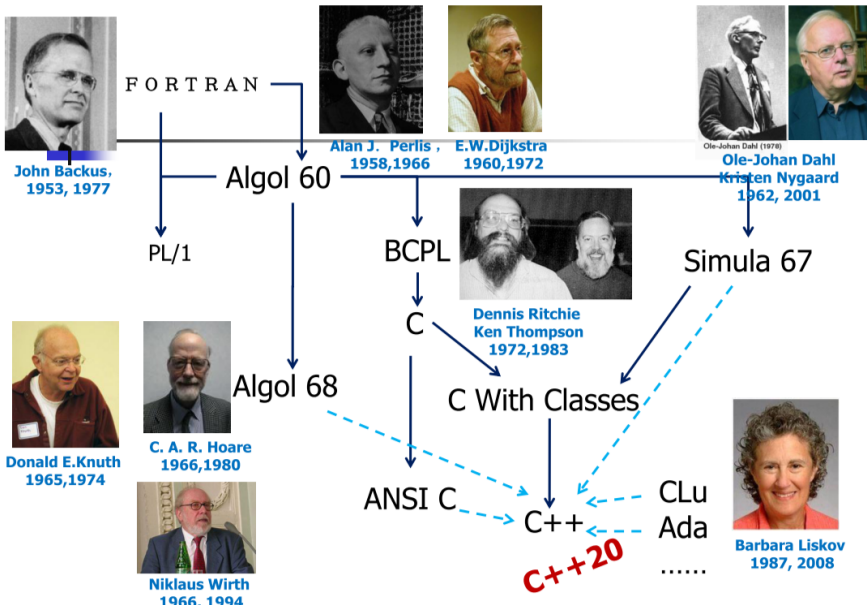 FORTRAN
Alan J. Perlis,
1958,1966
E.W.Dijkstra
1960,1972
Ole-Johan Dahl (1978)
Ole-Johan Dahl
Kristen Nygaard
1962, 2001
John Backus,
1953, 1977
Algol 60
PL/1
BCPL
Simula 67
Dennis Ritchie
Ken Thompson
1972,1983
C
Algol 68
C With Classes
Donald E.Knuth
1965,1974
C. A. R. Hoare
1966,1980
ANSI C
C++
CLu
Ada
......
C++20
Barbara Liskov
1987, 2008
Niklaus Wirth
1966, 1994